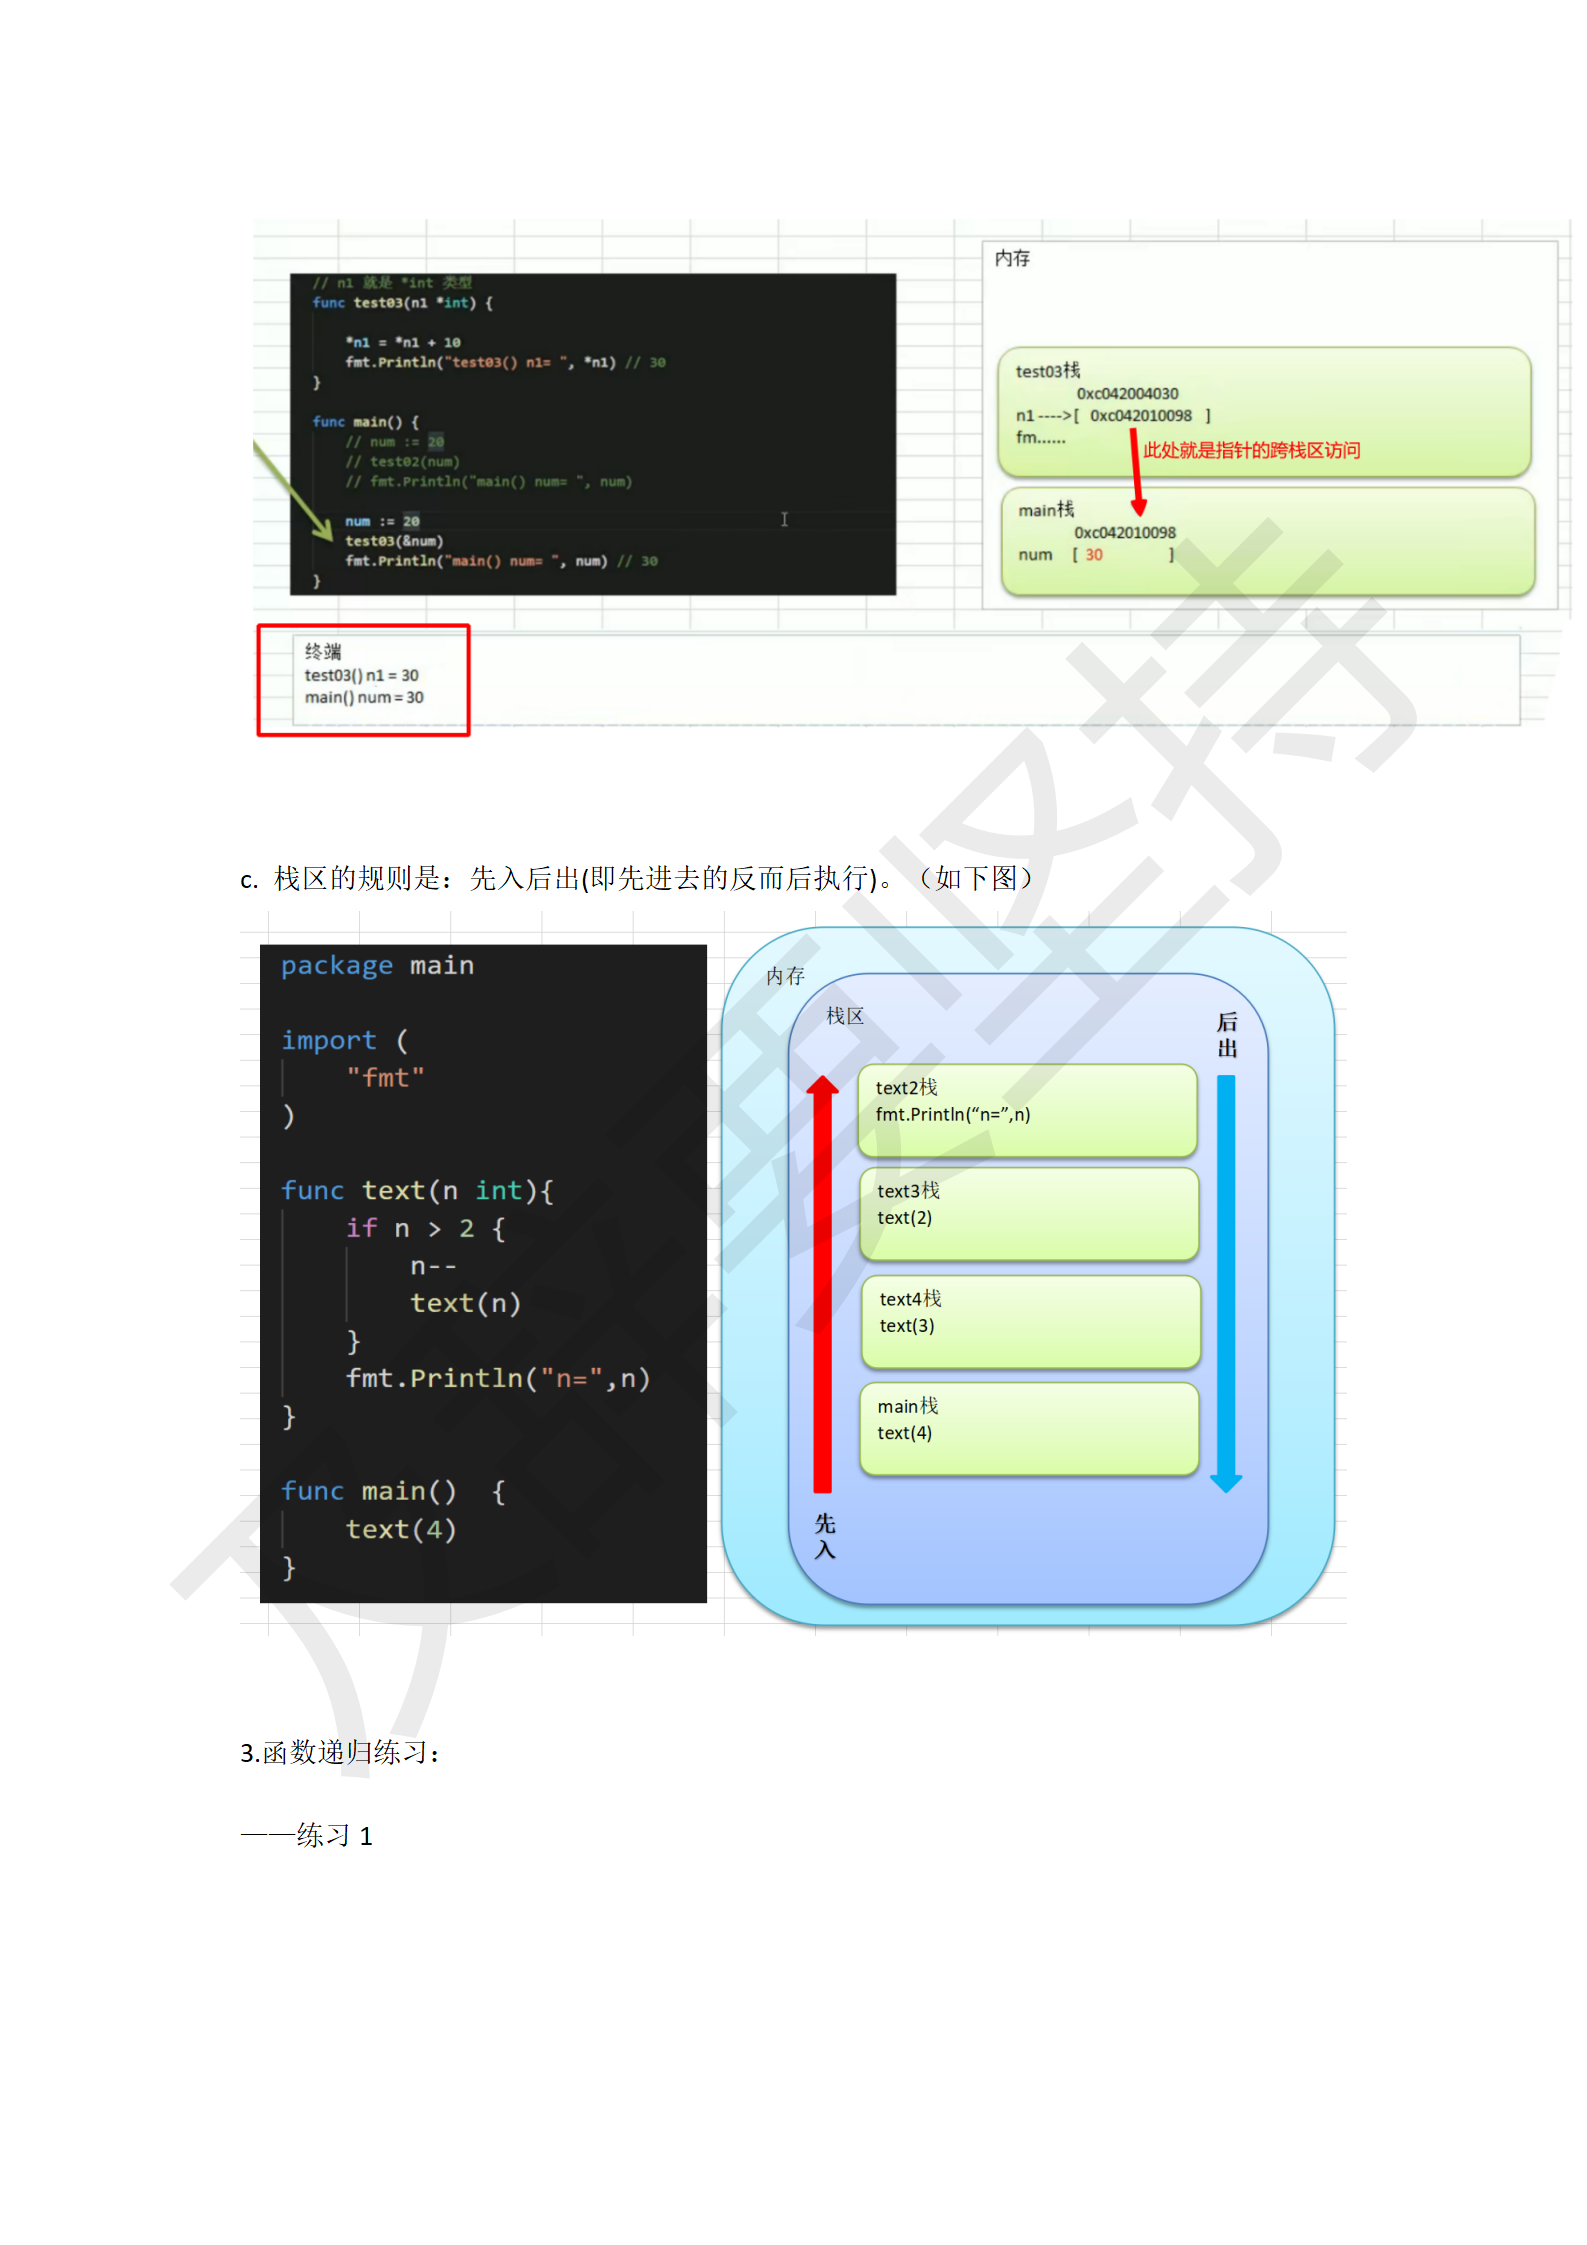 // n1 就是 *int 类型
func test03(n1 *int) {
*n1 = *n1 + 10
fmt.Println("test03() n1= ", *n1) // 30
}
func main() {
// num := 20
// test02(num)
// fmt.Println("main() num= ", num)
num := 20
test03(&num)
fmt.Println("main() num= ", num) // 30
}
内存
test03栈
0xc042004030
n1 ---->[ 0xc042010098 ]
fm......
此处就是指针的跨栈区访问
main栈
0xc042010098
num [ 30 ]
终端
test03() n1 = 30
main() num = 30
c. 栈区的规则是：先入后出(即先进去的反而后执行)。（如下图）
package main
import (
"fmt"
)
func text(n int){
if n > 2 {
n--
text(n)
}
fmt.Println("n=",n)
}
func main() {
text(4)
}
内存
栈区
后出
text2栈
fmt.Println(“n=”,n)
text3栈
text(2)
text4栈
text(3)
main栈
text(4)
先入
3.函数递归练习：
——练习 1